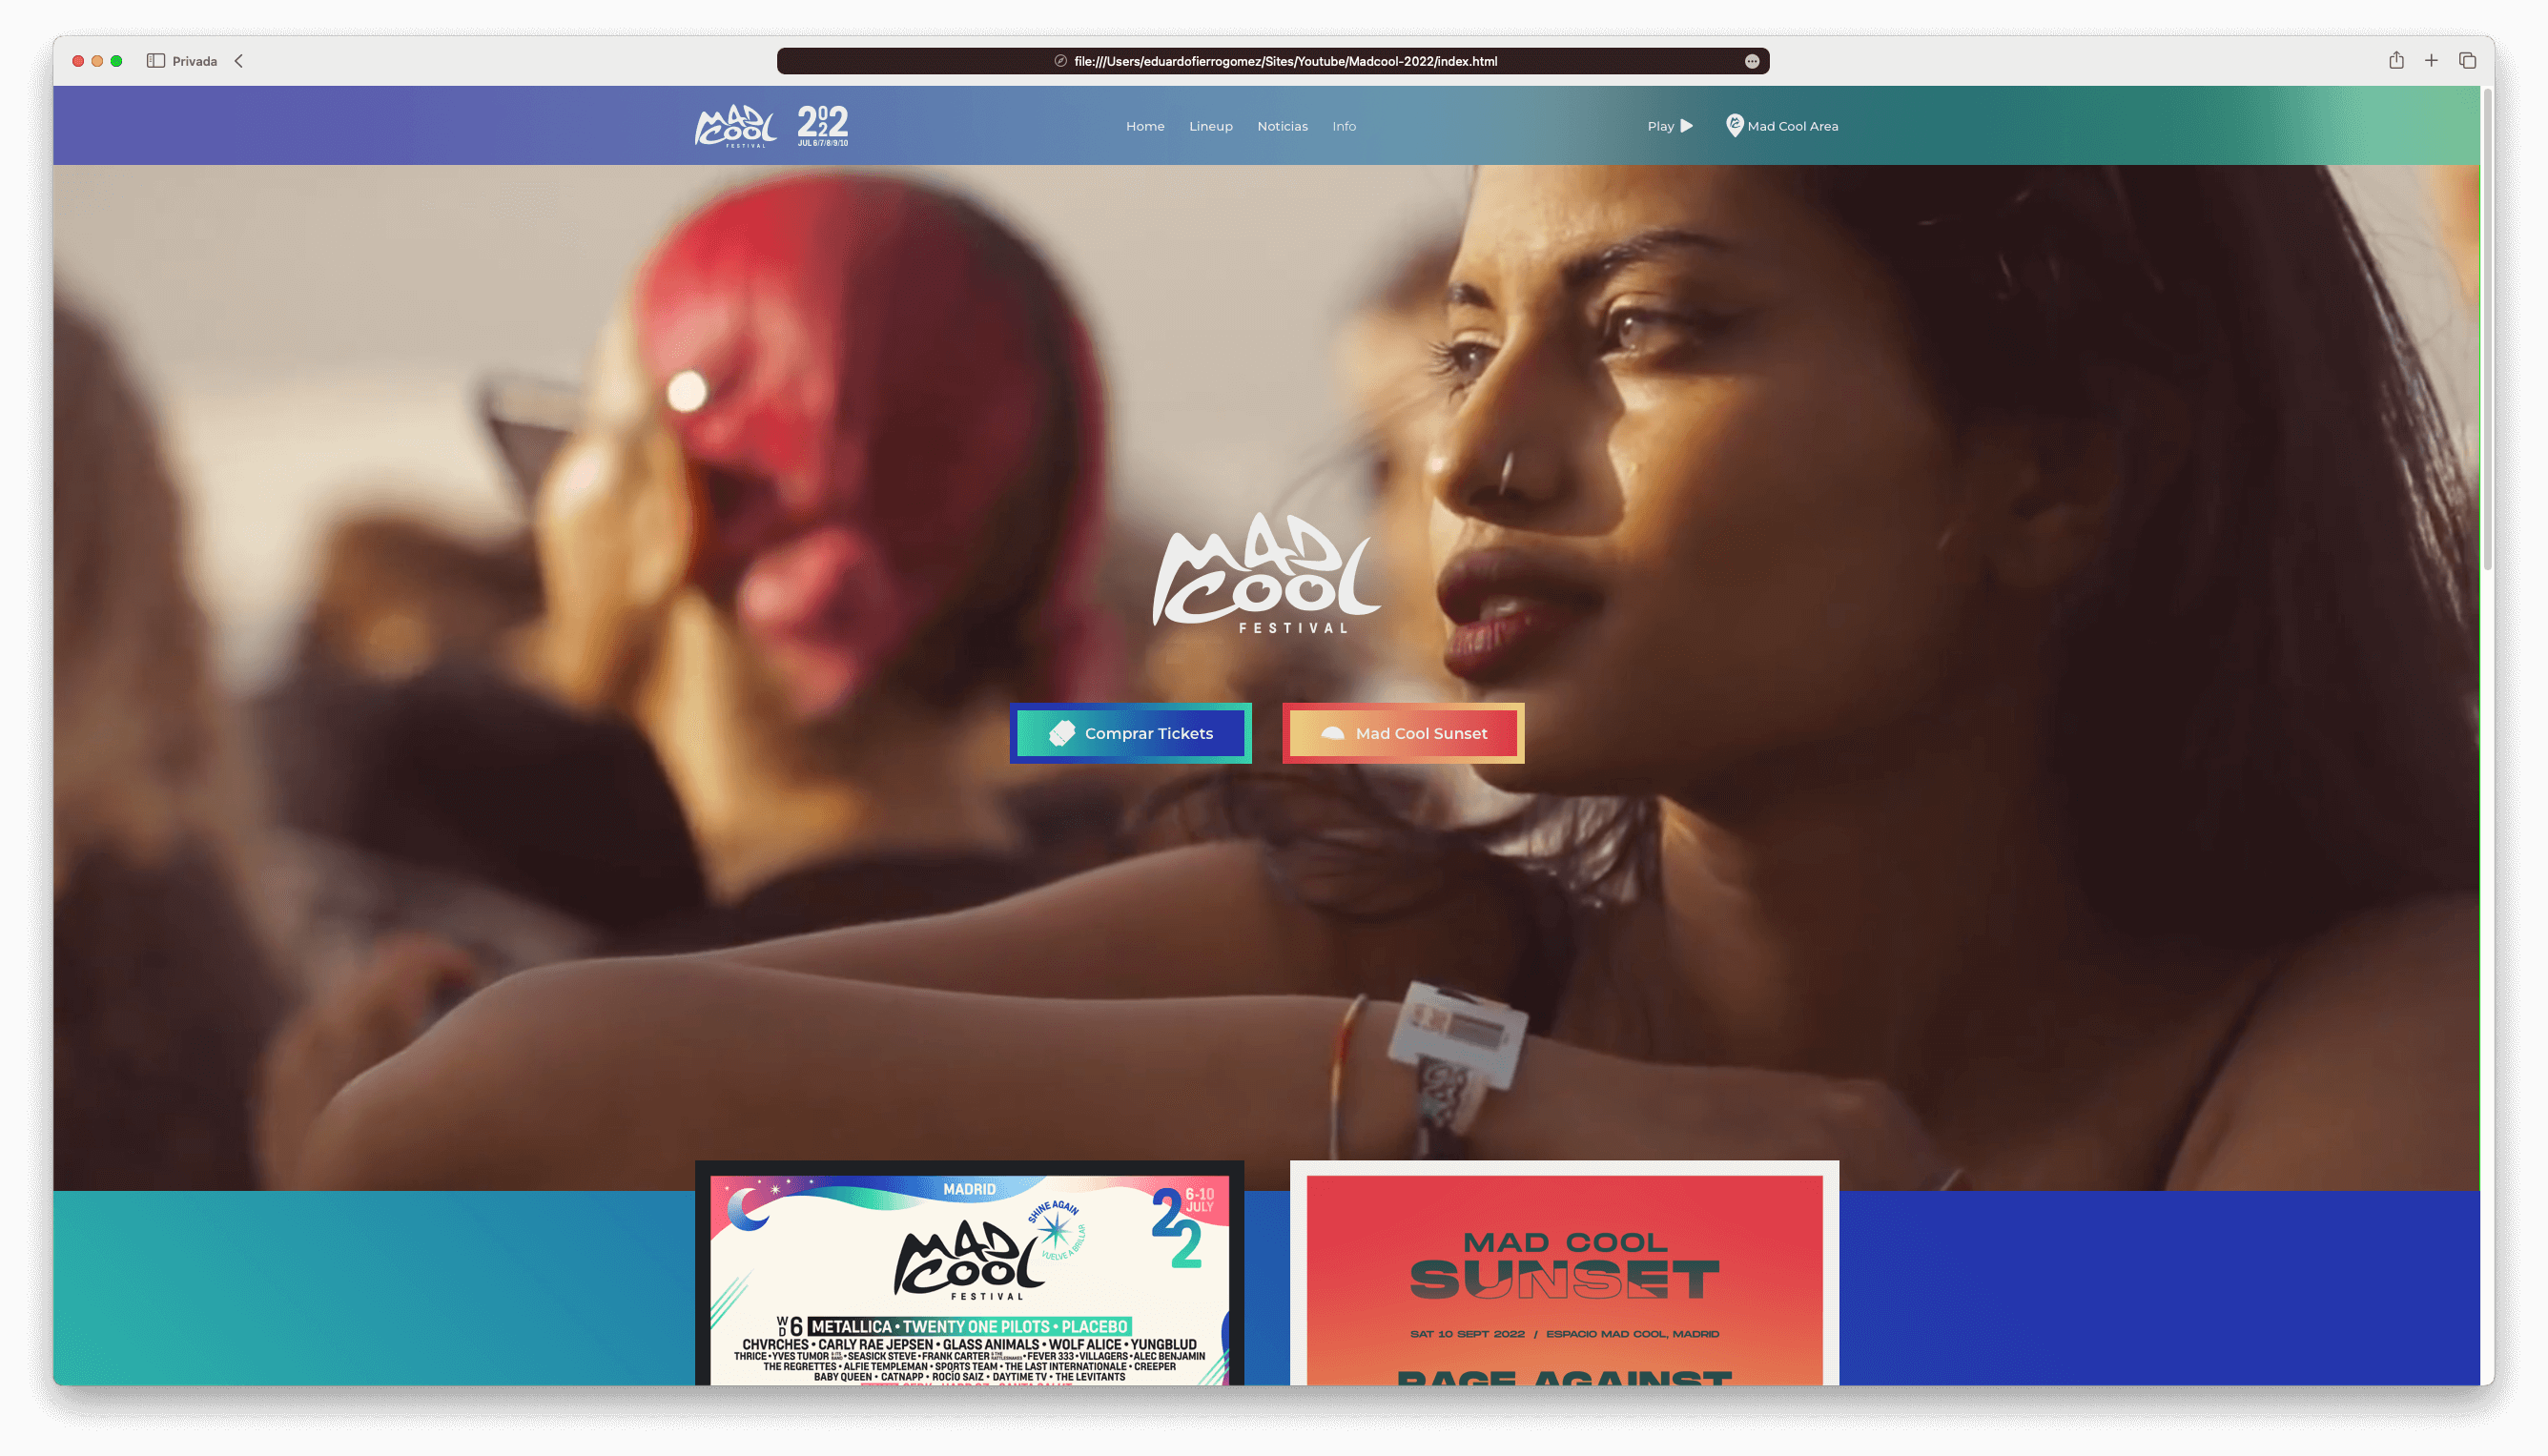 Privada
file:///Users/eduardofierrogomez/Sites/Youtube/Madcool-2022/index.html
MAD COOL FESTIVAL
2022
JUL 6/7/8/9/10
Home
Lineup
Noticias
Info
Play
Mad Cool Area
MAD
COOL
FESTIVAL
Comprar Tickets
Mad Cool Sunset
MADRID
6-10
JULY
22
SHINE AGAIN
VUELVE A BRILLAR
MAD
COOL
FESTIVAL
WD 6 METALLICA • TWENTY ONE PILOTS • PLACEBO
CHVRCHES • CARLY RAE JEPSEN • GLASS ANIMALS • WOLF ALICE • YUNGBLUD
THRICE • YVES TUMOR • SEASICK STEVE • FRANK CARTER & THE RATTLESNAKES • FEVER 333 • VILLAGERS • ALEC BENJAMIN
THE REGRETTES • ALFIE TEMPLEMAN • SPORTS TEAM • THE LAST INTERNATIONALE • CREEPER
BABY QUEEN • CATNAPP • ROCÍO SAIZ • DAYTIME TV • THE LEVITANTS
MAD COOL
SUNSET
SAT 10 SEPT 2022 / ESPACIO MAD COOL, MADRID
RAGE AGAINST